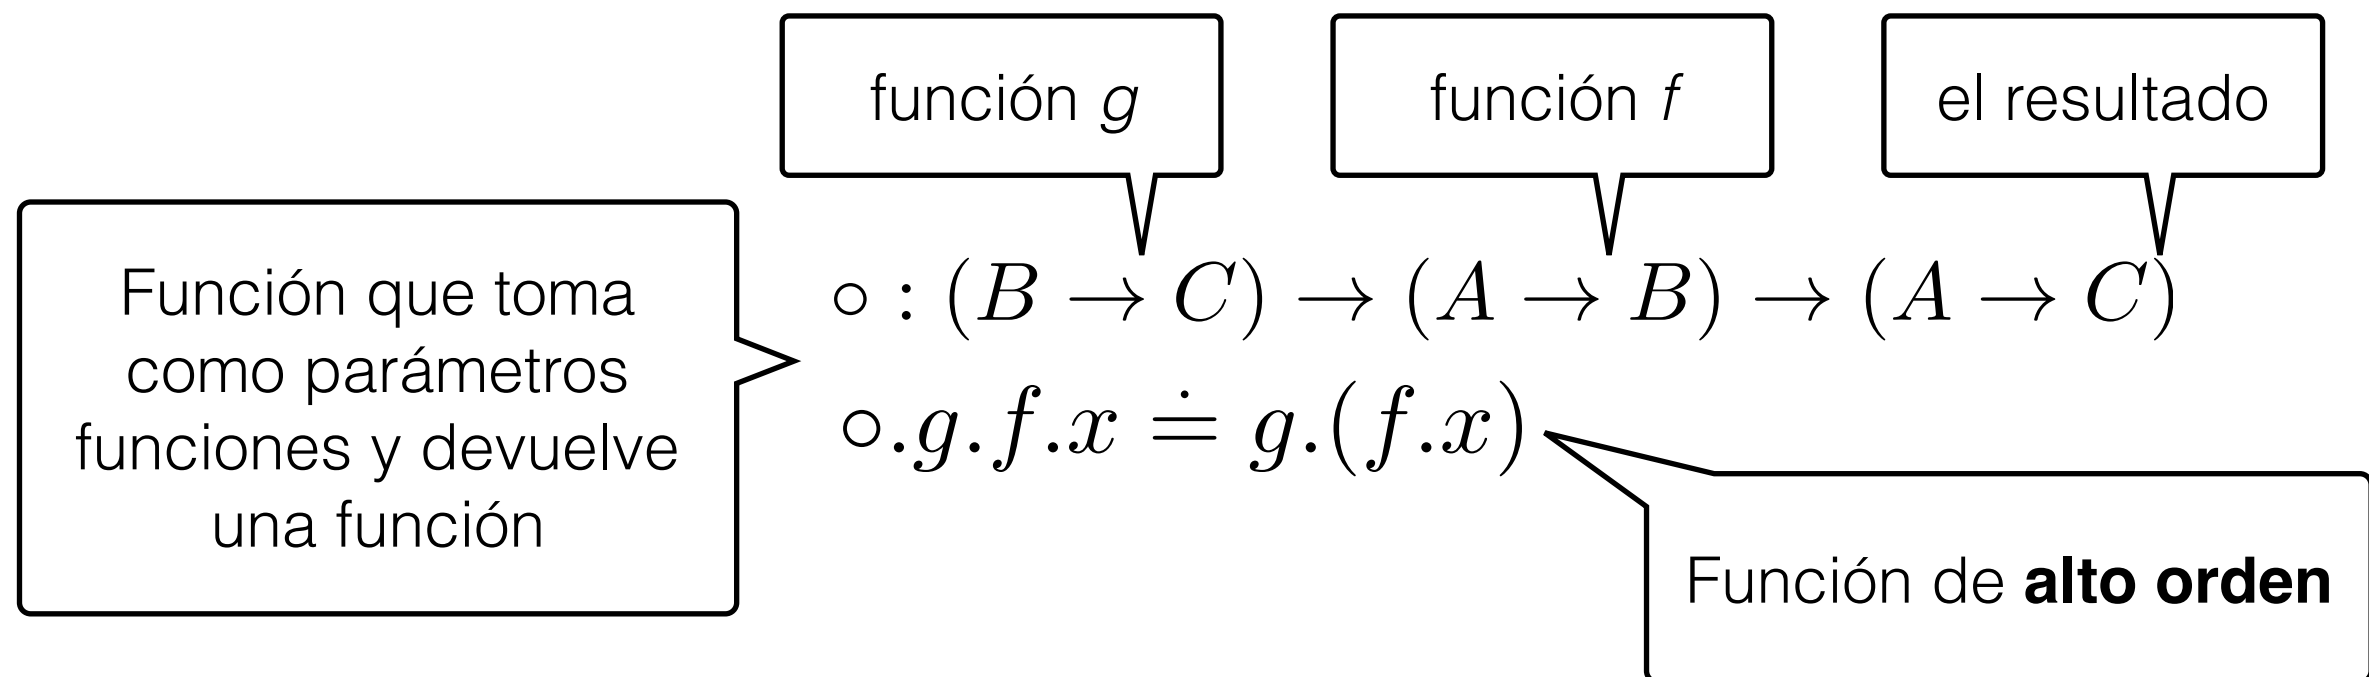 función g
función f
el resultado
Función que toma
como parámetros
funciones y devuelve
una función
∘ : (B → C) → (A → B) → (A → C)
∘.g.f.x ≐ g.(f.x)
Función de alto orden